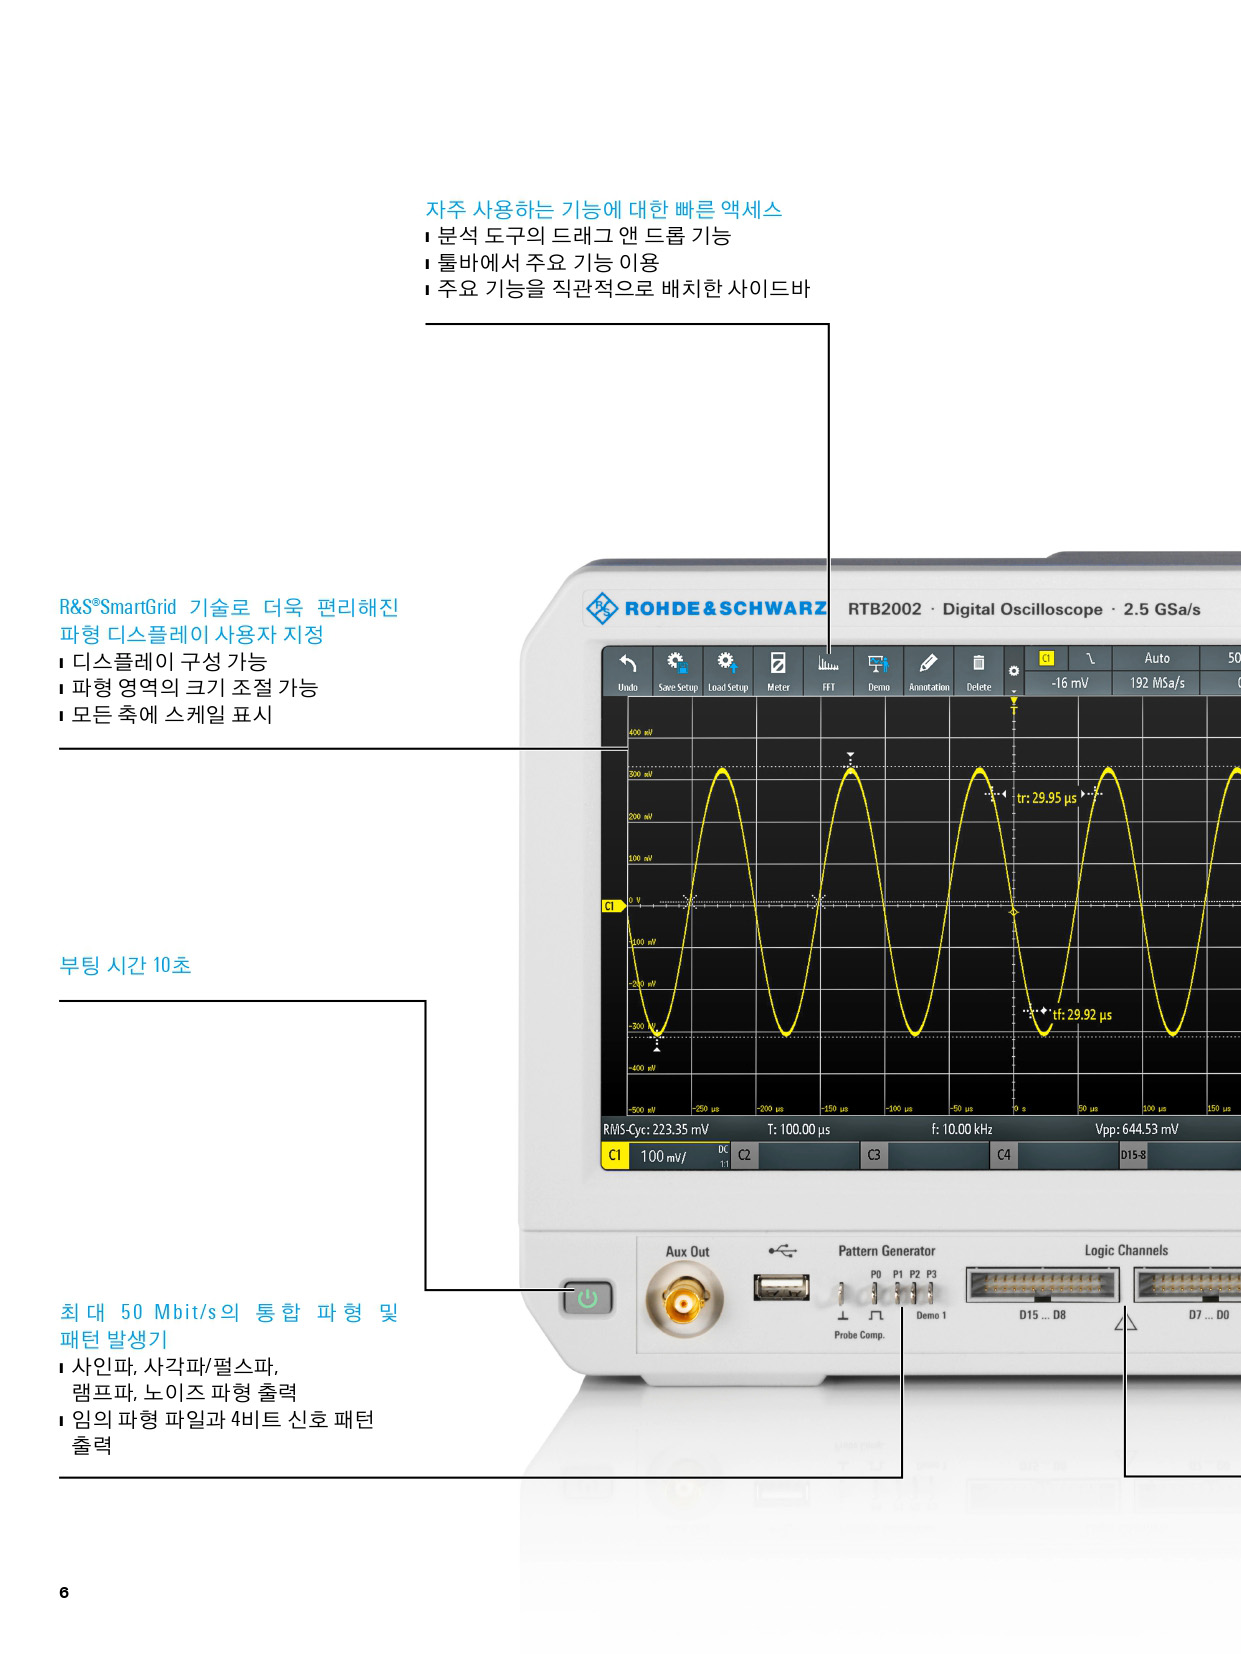 자주 사용하는 기능에 대한 빠른 액세스
분석 도구의 드래그 앤 드롭 기능
툴바에서 주요 기능 이용
주요 기능을 직관적으로 배치한 사이드바
R&S®SmartGrid 기술로 더욱 편리해진
파형 디스플레이 사용자 지정
디스플레이 구성 가능
파형 영역의 크기 조절 가능
모든 축에 스케일 표시
부팅 시간 10초
최대 50 Mbit/s의 통합 파형 및
패턴 발생기
사인파, 사각파/펄스파,
램프파, 노이즈 파형 출력
임의 파형 파일과 4비트 신호 패턴
출력
R&S ROHDE&SCHWARZ RTB2002 · Digital Oscilloscope · 2.5 GSa/s
C1 Auto 50
Undo Save Setup Load Setup Meter FFT Demo Annotation Delete -16 mV 192 MSa/s
T
400 mV
300 mV
tr: 29.95 µs
200 mV
100 mV
C1 0 V
-100 mV
-200 mV
tf: 29.92 µs
-300 mV
-400 mV
-500 mV -250 µs -200 µs -150 µs -100 µs -50 µs 0 s 50 µs 100 µs 150 µs
RMS-Cyc: 223.35 mV T: 100.00 µs f: 10.00 kHz Vpp: 644.53 mV
C1 100 mV/ DC 1:1 C2 C3 C4 D15-8
Aux Out Pattern Generator Logic Channels
P0 P1 P2 P3
Demo 1 D15 ... D8 D7 ... D0
Probe Comp.
6